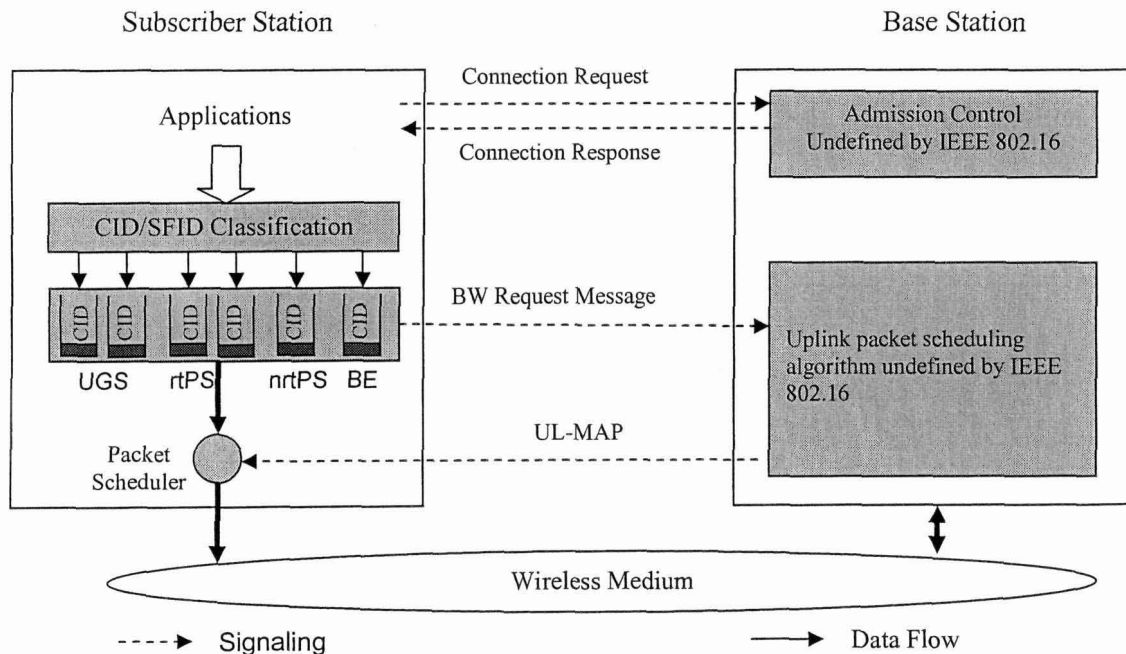 Subscriber Station
Base Station
Connection Request
Applications
Admission Control
Undefined by IEEE 802.16
Connection Response
CID/SFID Classification
BW Request Message
CID CID CID CID CID CID
Uplink packet scheduling
algorithm undefined by IEEE
802.16
UGS rtPS nrtPS BE
UL-MAP
Packet
Scheduler
Wireless Medium
Signaling
Data Flow